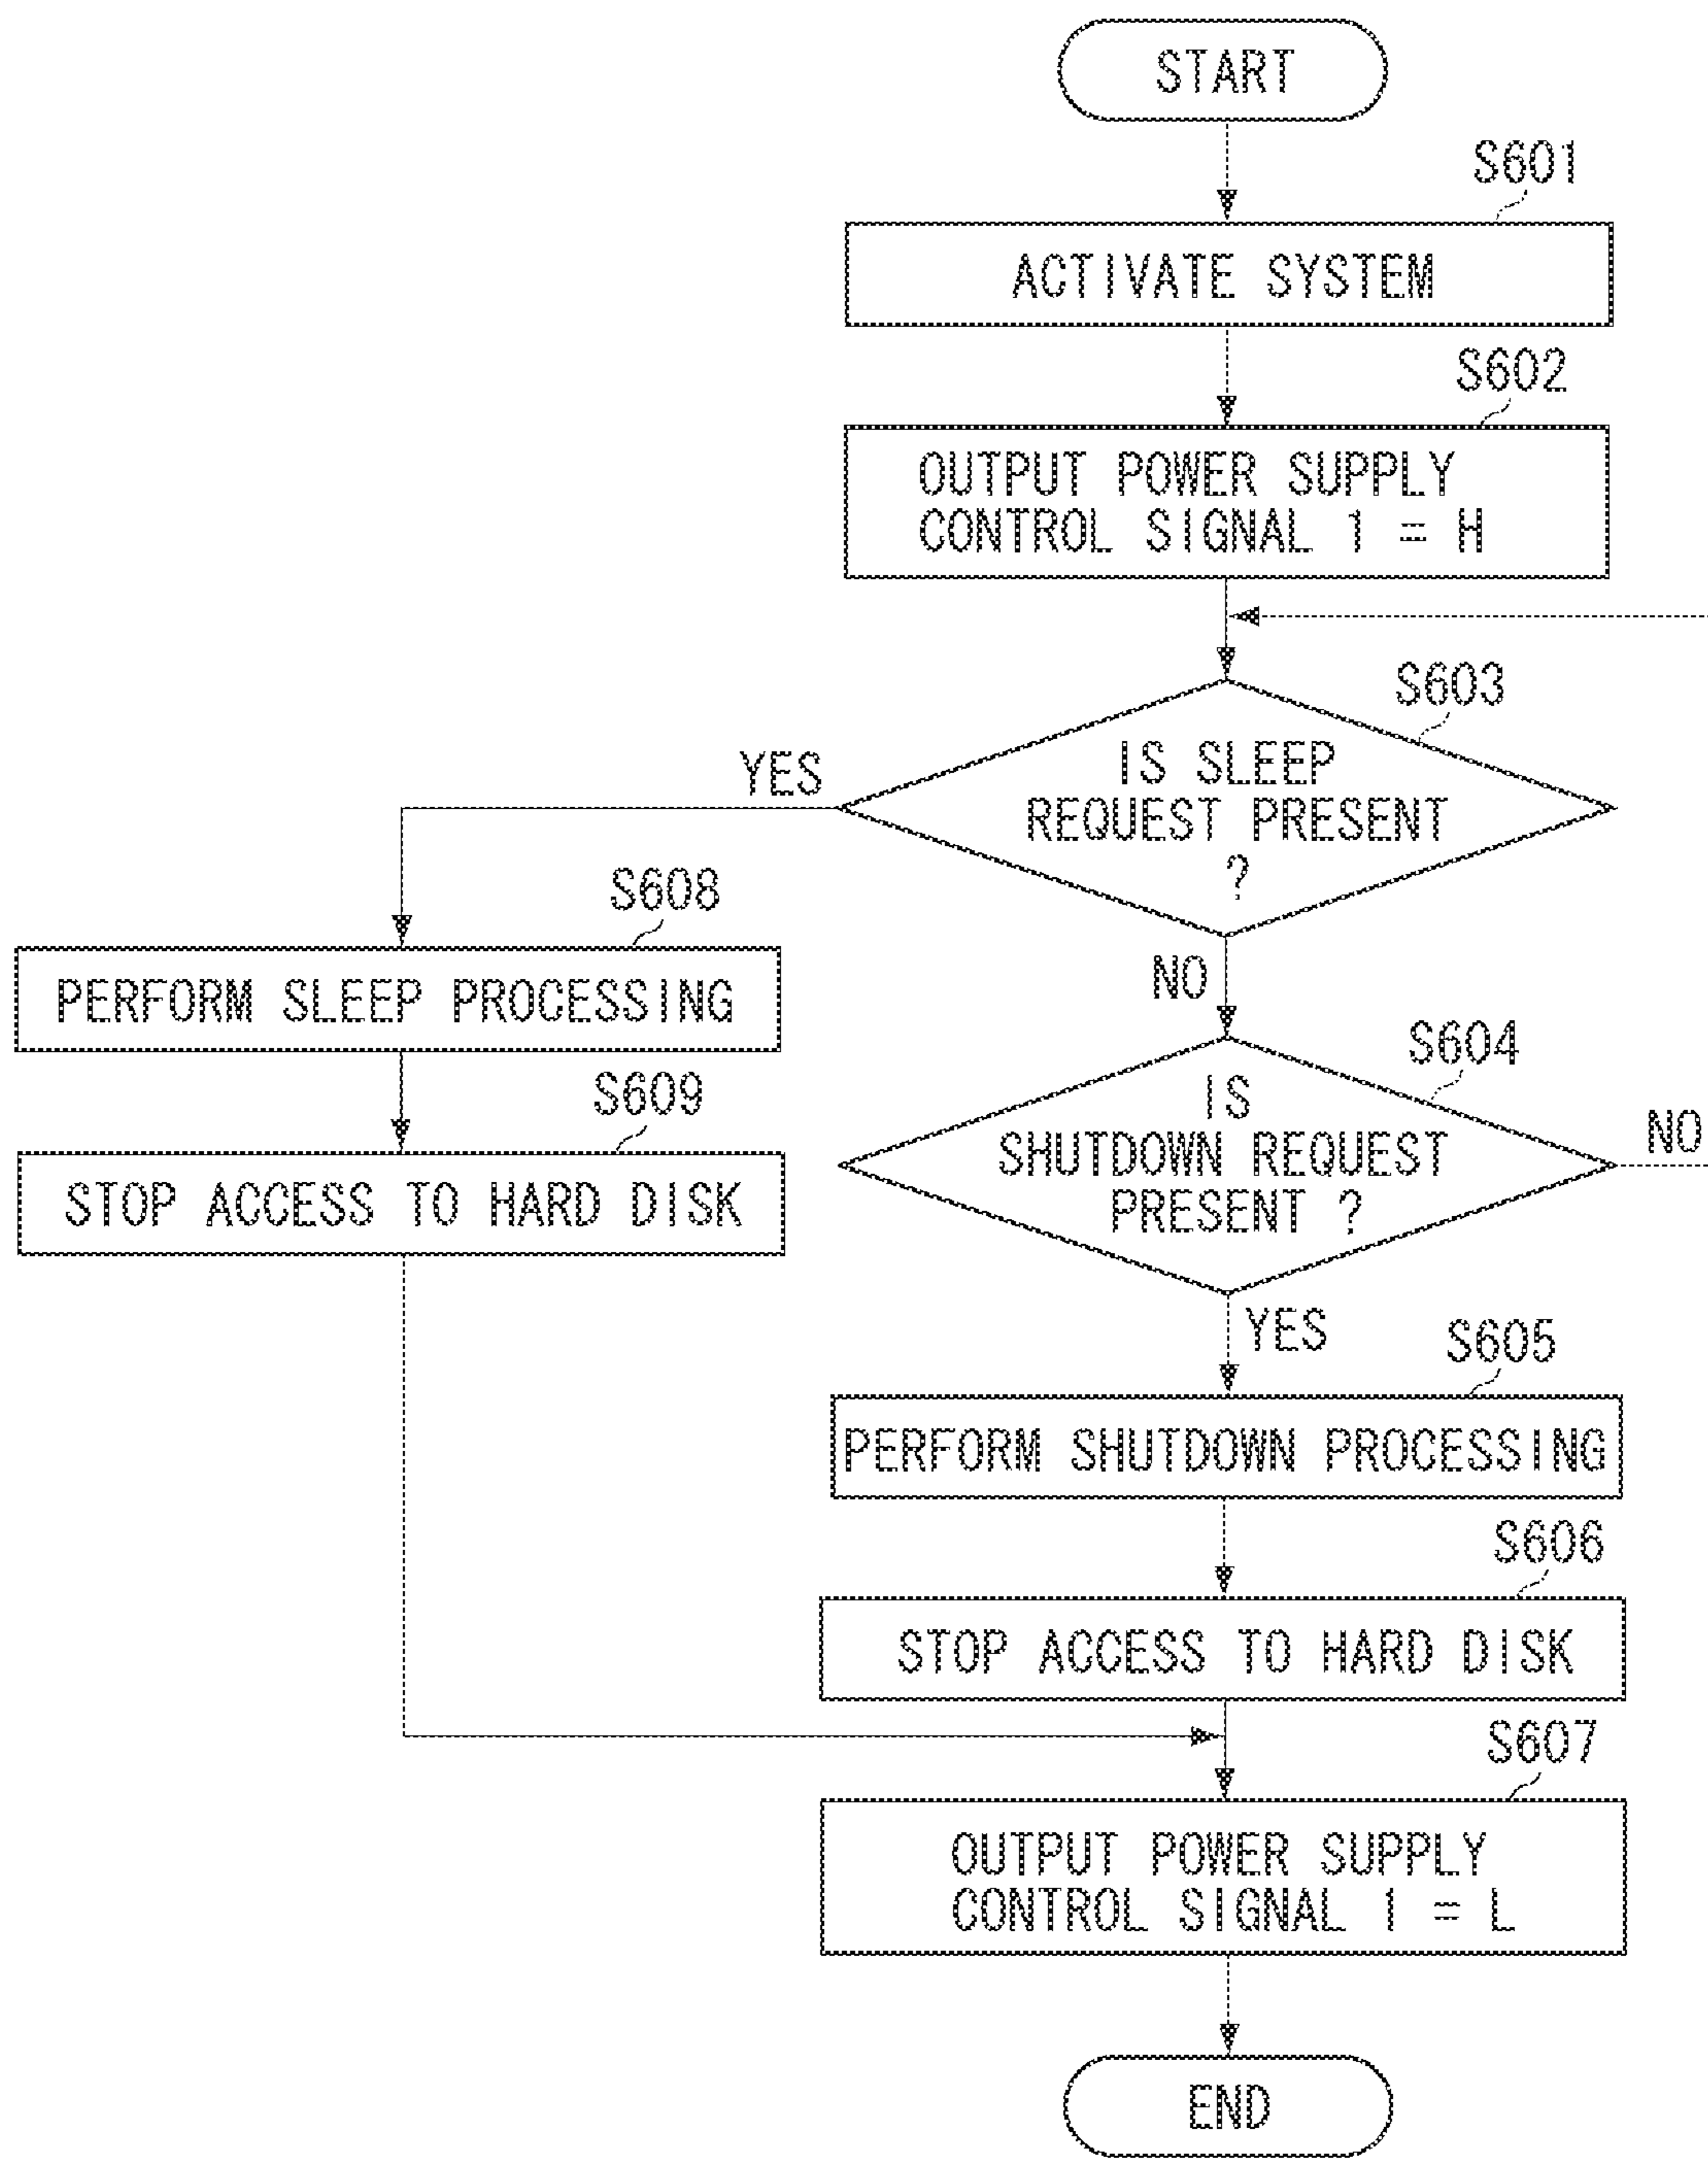 START
S601
ACTIVATE SYSTEM
S602
OUTPUT POWER SUPPLY
CONTROL SIGNAL 1 = H
S603
IS SLEEP
REQUEST PRESENT
?
YES
NO
S608
PERFORM SLEEP PROCESSING
S609
STOP ACCESS TO HARD DISK
S604
IS
SHUTDOWN REQUEST
PRESENT ?
NO
YES
S605
PERFORM SHUTDOWN PROCESSING
S606
STOP ACCESS TO HARD DISK
S607
OUTPUT POWER SUPPLY
CONTROL SIGNAL 1 = L
END